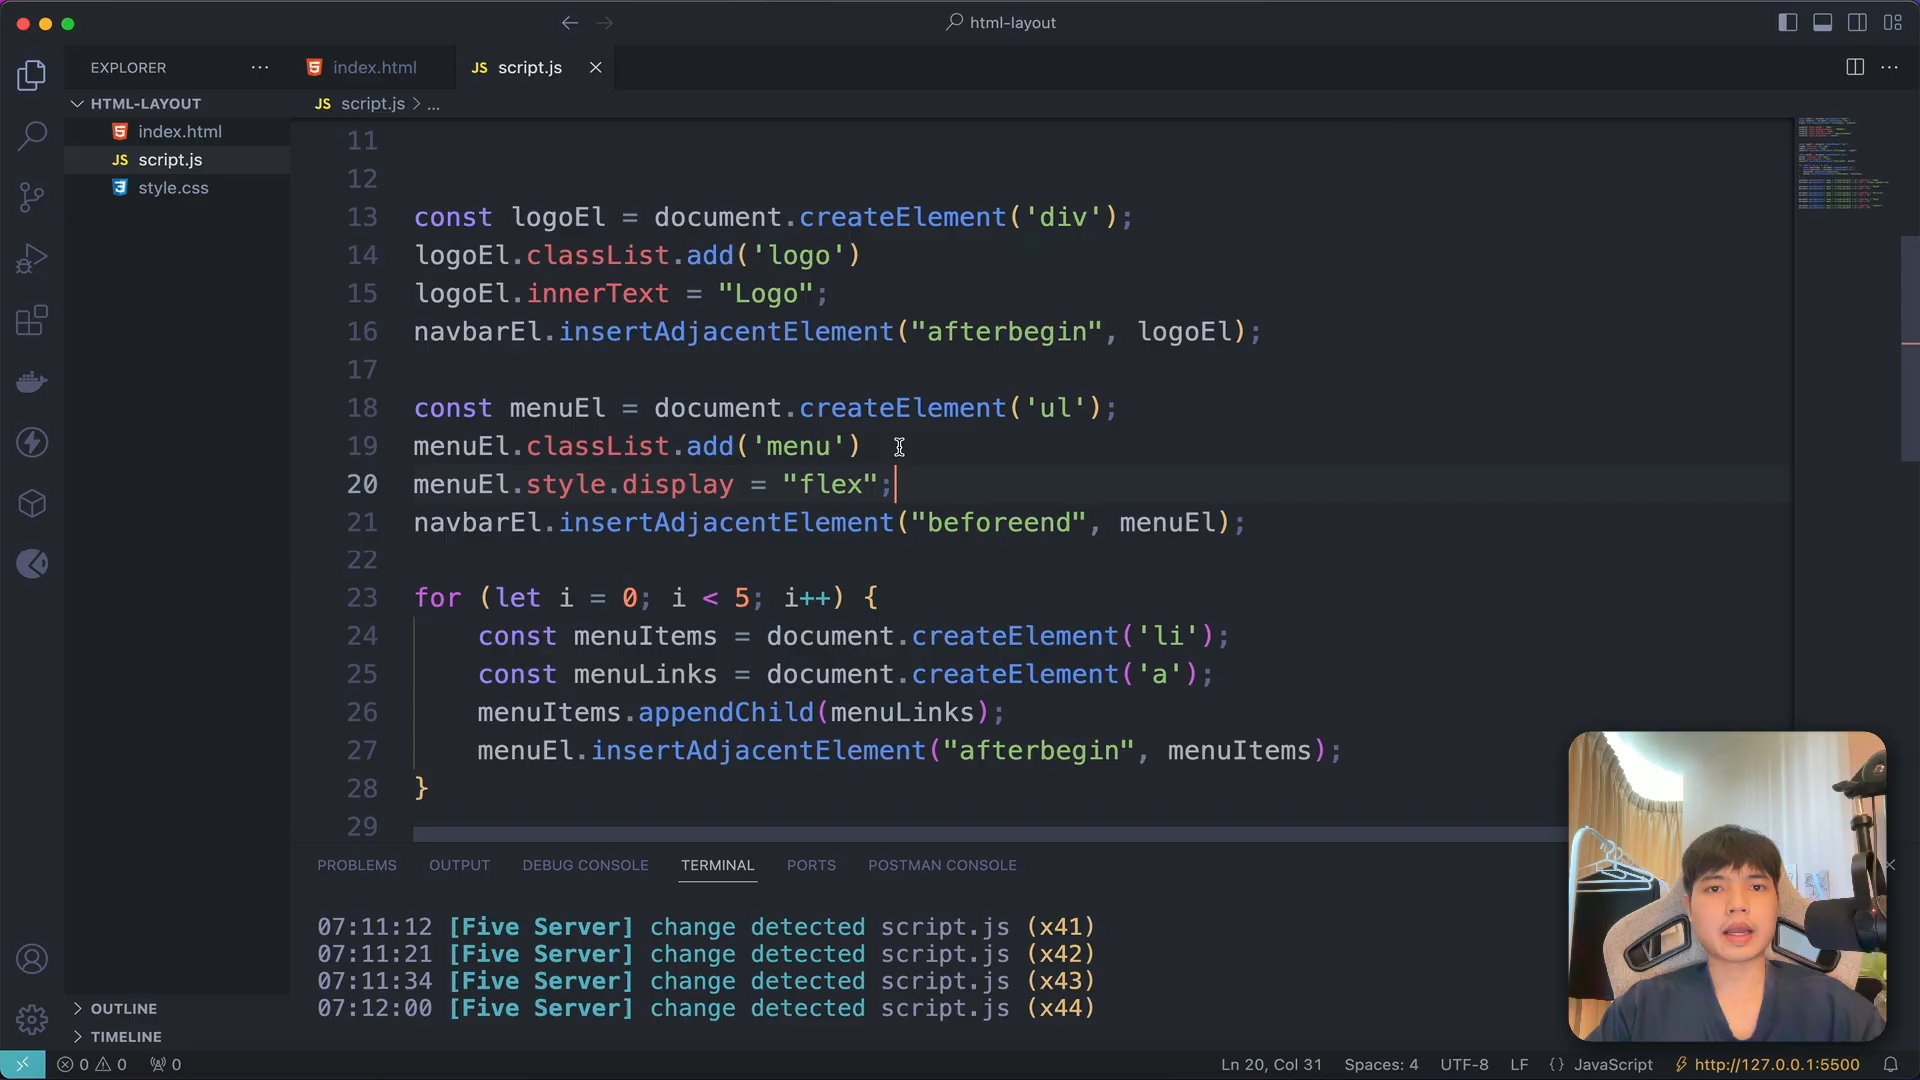 html-layout
EXPLORER
index.html
JS script.js
HTML-LAYOUT
JS script.js > ...
index.html
JS script.js
style.css
11
12
13 const logoEl = document.createElement('div');
14 logoEl.classList.add('logo')
15 logoEl.innerText = "Logo";
16 navbarEl.insertAdjacentElement("afterbegin", logoEl);
17
18 const menuEl = document.createElement('ul');
19 menuEl.classList.add('menu')
20 menuEl.style.display = "flex";
21 navbarEl.insertAdjacentElement("beforeend", menuEl);
22
23 for (let i = 0; i < 5; i++) {
24 const menuItems = document.createElement('li');
25 const menuLinks = document.createElement('a');
26 menuItems.appendChild(menuLinks);
27 menuEl.insertAdjacentElement("afterbegin", menuItems);
28 }
29
PROBLEMS OUTPUT DEBUG CONSOLE TERMINAL PORTS POSTMAN CONSOLE
07:11:12 [Five Server] change detected script.js (x41)
07:11:21 [Five Server] change detected script.js (x42)
07:11:34 [Five Server] change detected script.js (x43)
07:12:00 [Five Server] change detected script.js (x44)
OUTLINE
TIMELINE
0 0 0
Ln 20, Col 31 Spaces: 4 UTF-8 LF {} JavaScript http://127.0.0.1:5500